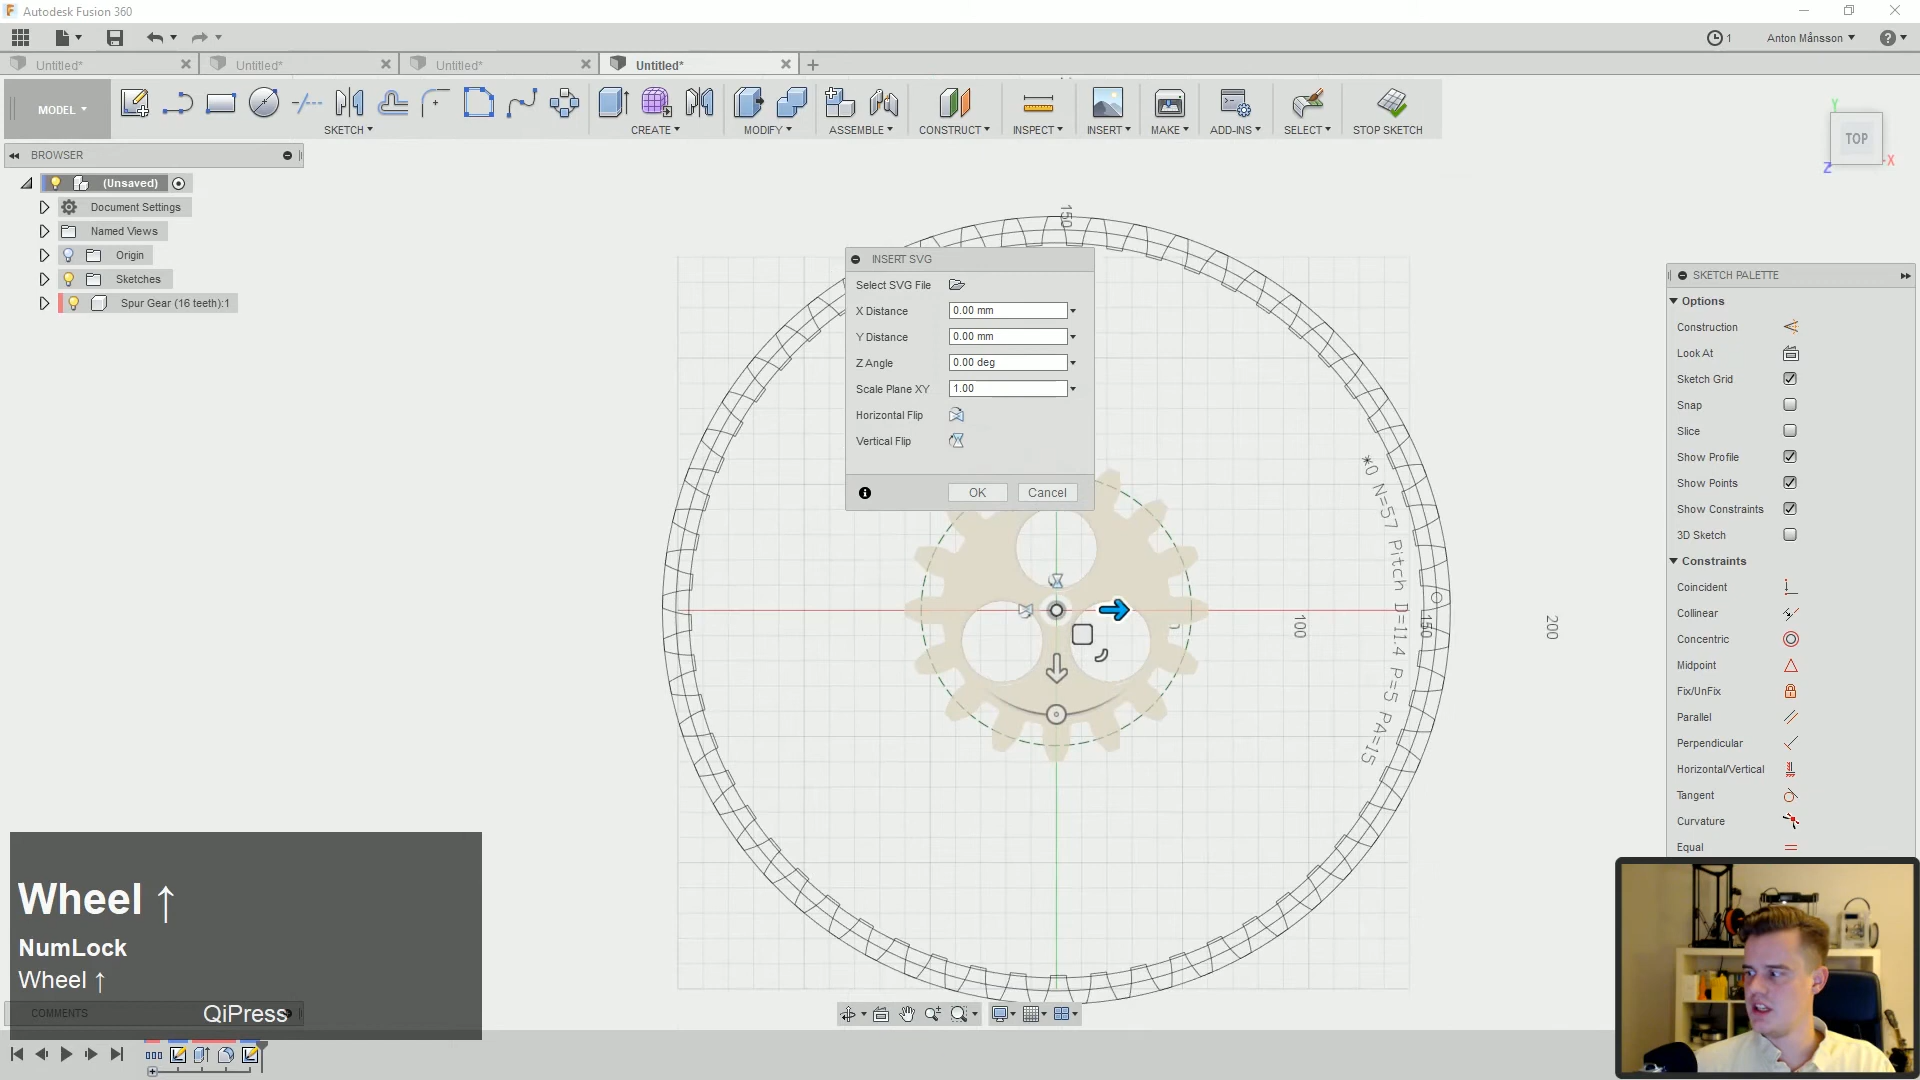 Autodesk Fusion 360
1
Anton Månsson
Untitled*
Untitled*
Untitled*
Untitled*
MODEL
SKETCH
CREATE
MODIFY
ASSEMBLE
CONSTRUCT
INSPECT
INSERT
MAKE
ADD-INS
SELECT
STOP SKETCH
BROWSER
(Unsaved)
Document Settings
Named Views
Origin
Sketches
Spur Gear (16 teeth):1
Y
TOP
X
Z
150
INSERT SVG
Select SVG File
X Distance
0.00 mm
Y Distance
0.00 mm
Z Angle
0.00 deg
Scale Plane XY
1.00
Horizontal Flip
Vertical Flip
OK
Cancel
*0 N=57 Pitch D=11.4 P=5 PA=15
100
150
200
SKETCH PALETTE
Options
Construction
Look At
Sketch Grid
Snap
Slice
Show Profile
Show Points
Show Constraints
3D Sketch
Constraints
Coincident
Collinear
Concentric
Midpoint
Fix/UnFix
Parallel
Perpendicular
Horizontal/Vertical
Tangent
Curvature
Equal
Wheel ↑
NumLock
Wheel ↑
QiPress
COMMENTS